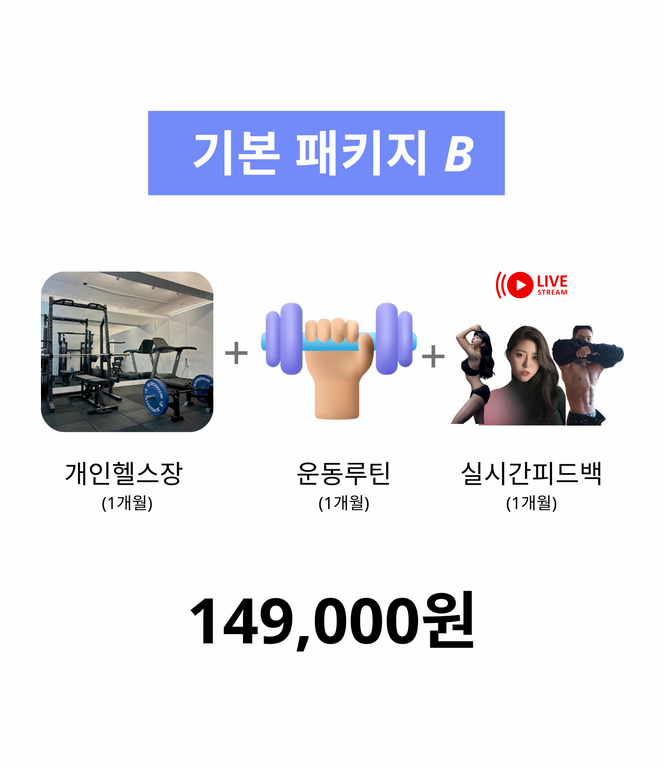 기본 패키지 B
LIVE
STREAM
+
+
개인헬스장
운동루틴
실시간피드백
(1개월)
(1개월)
(1개월)
149,000원